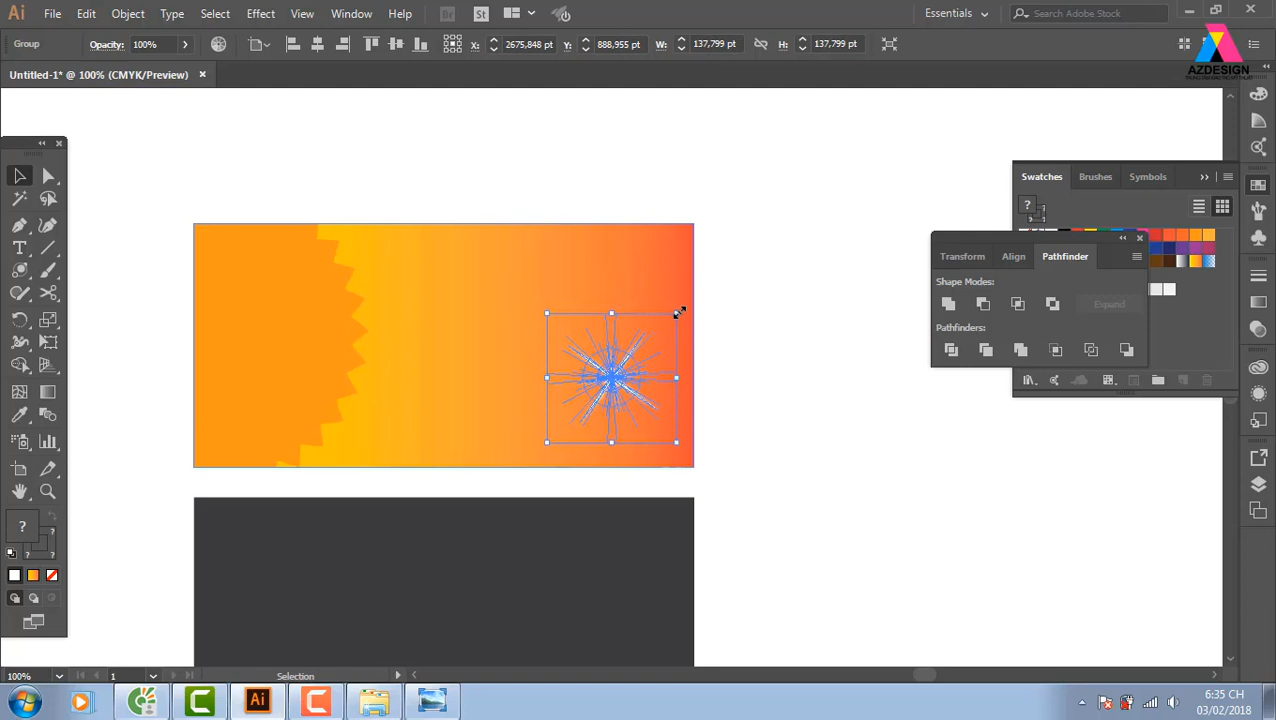 Ai File Edit Object Type Select Effect View Window Help Br St Essentials Search Adobe Stock
Group Opacity: 100% X: 2675,848 pt Y: 888,955 pt W: 137,799 pt H: 137,799 pt
AZDESIGN
Untitled-1* @ 100% (CMYK/Preview)
Swatches Brushes Symbols
Transform Align Pathfinder
Shape Modes:
Expand
Pathfinders:
100% 1 Selection
Ai
6:35 CH
03/02/2018